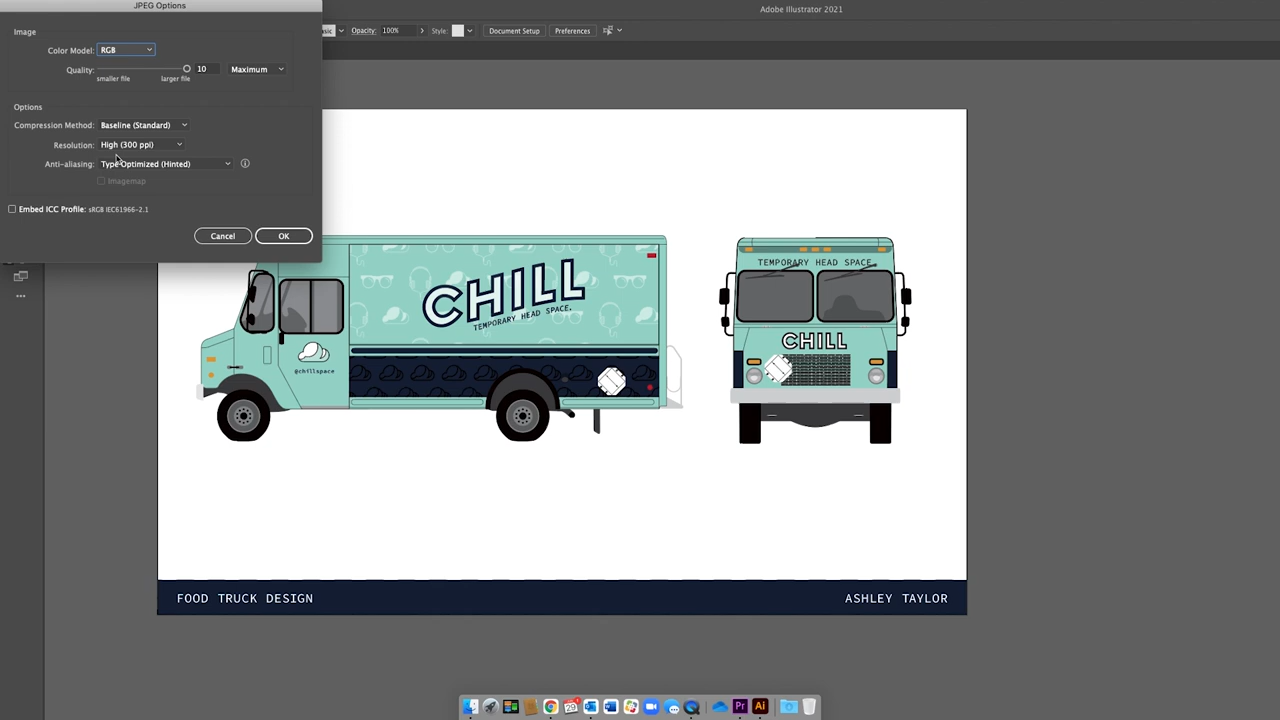 JPEG Options
Adobe Illustrator 2021
Opacity: 100% Style: Document Setup Preferences
Image
Color Model: RGB
Quality: 10 Maximum
smaller file larger file
Options
Compression Method: Baseline (Standard)
Resolution: High (300 ppi)
Anti-aliasing: Type Optimized (Hinted)
Imagemap
Embed ICC Profile: sRGB IEC61966-2.1
Cancel OK
CHILL
TEMPORARY HEAD SPACE.
@chillspace
TEMPORARY HEAD SPACE.
CHILL
FOOD TRUCK DESIGN
ASHLEY TAYLOR
Pr
Ai